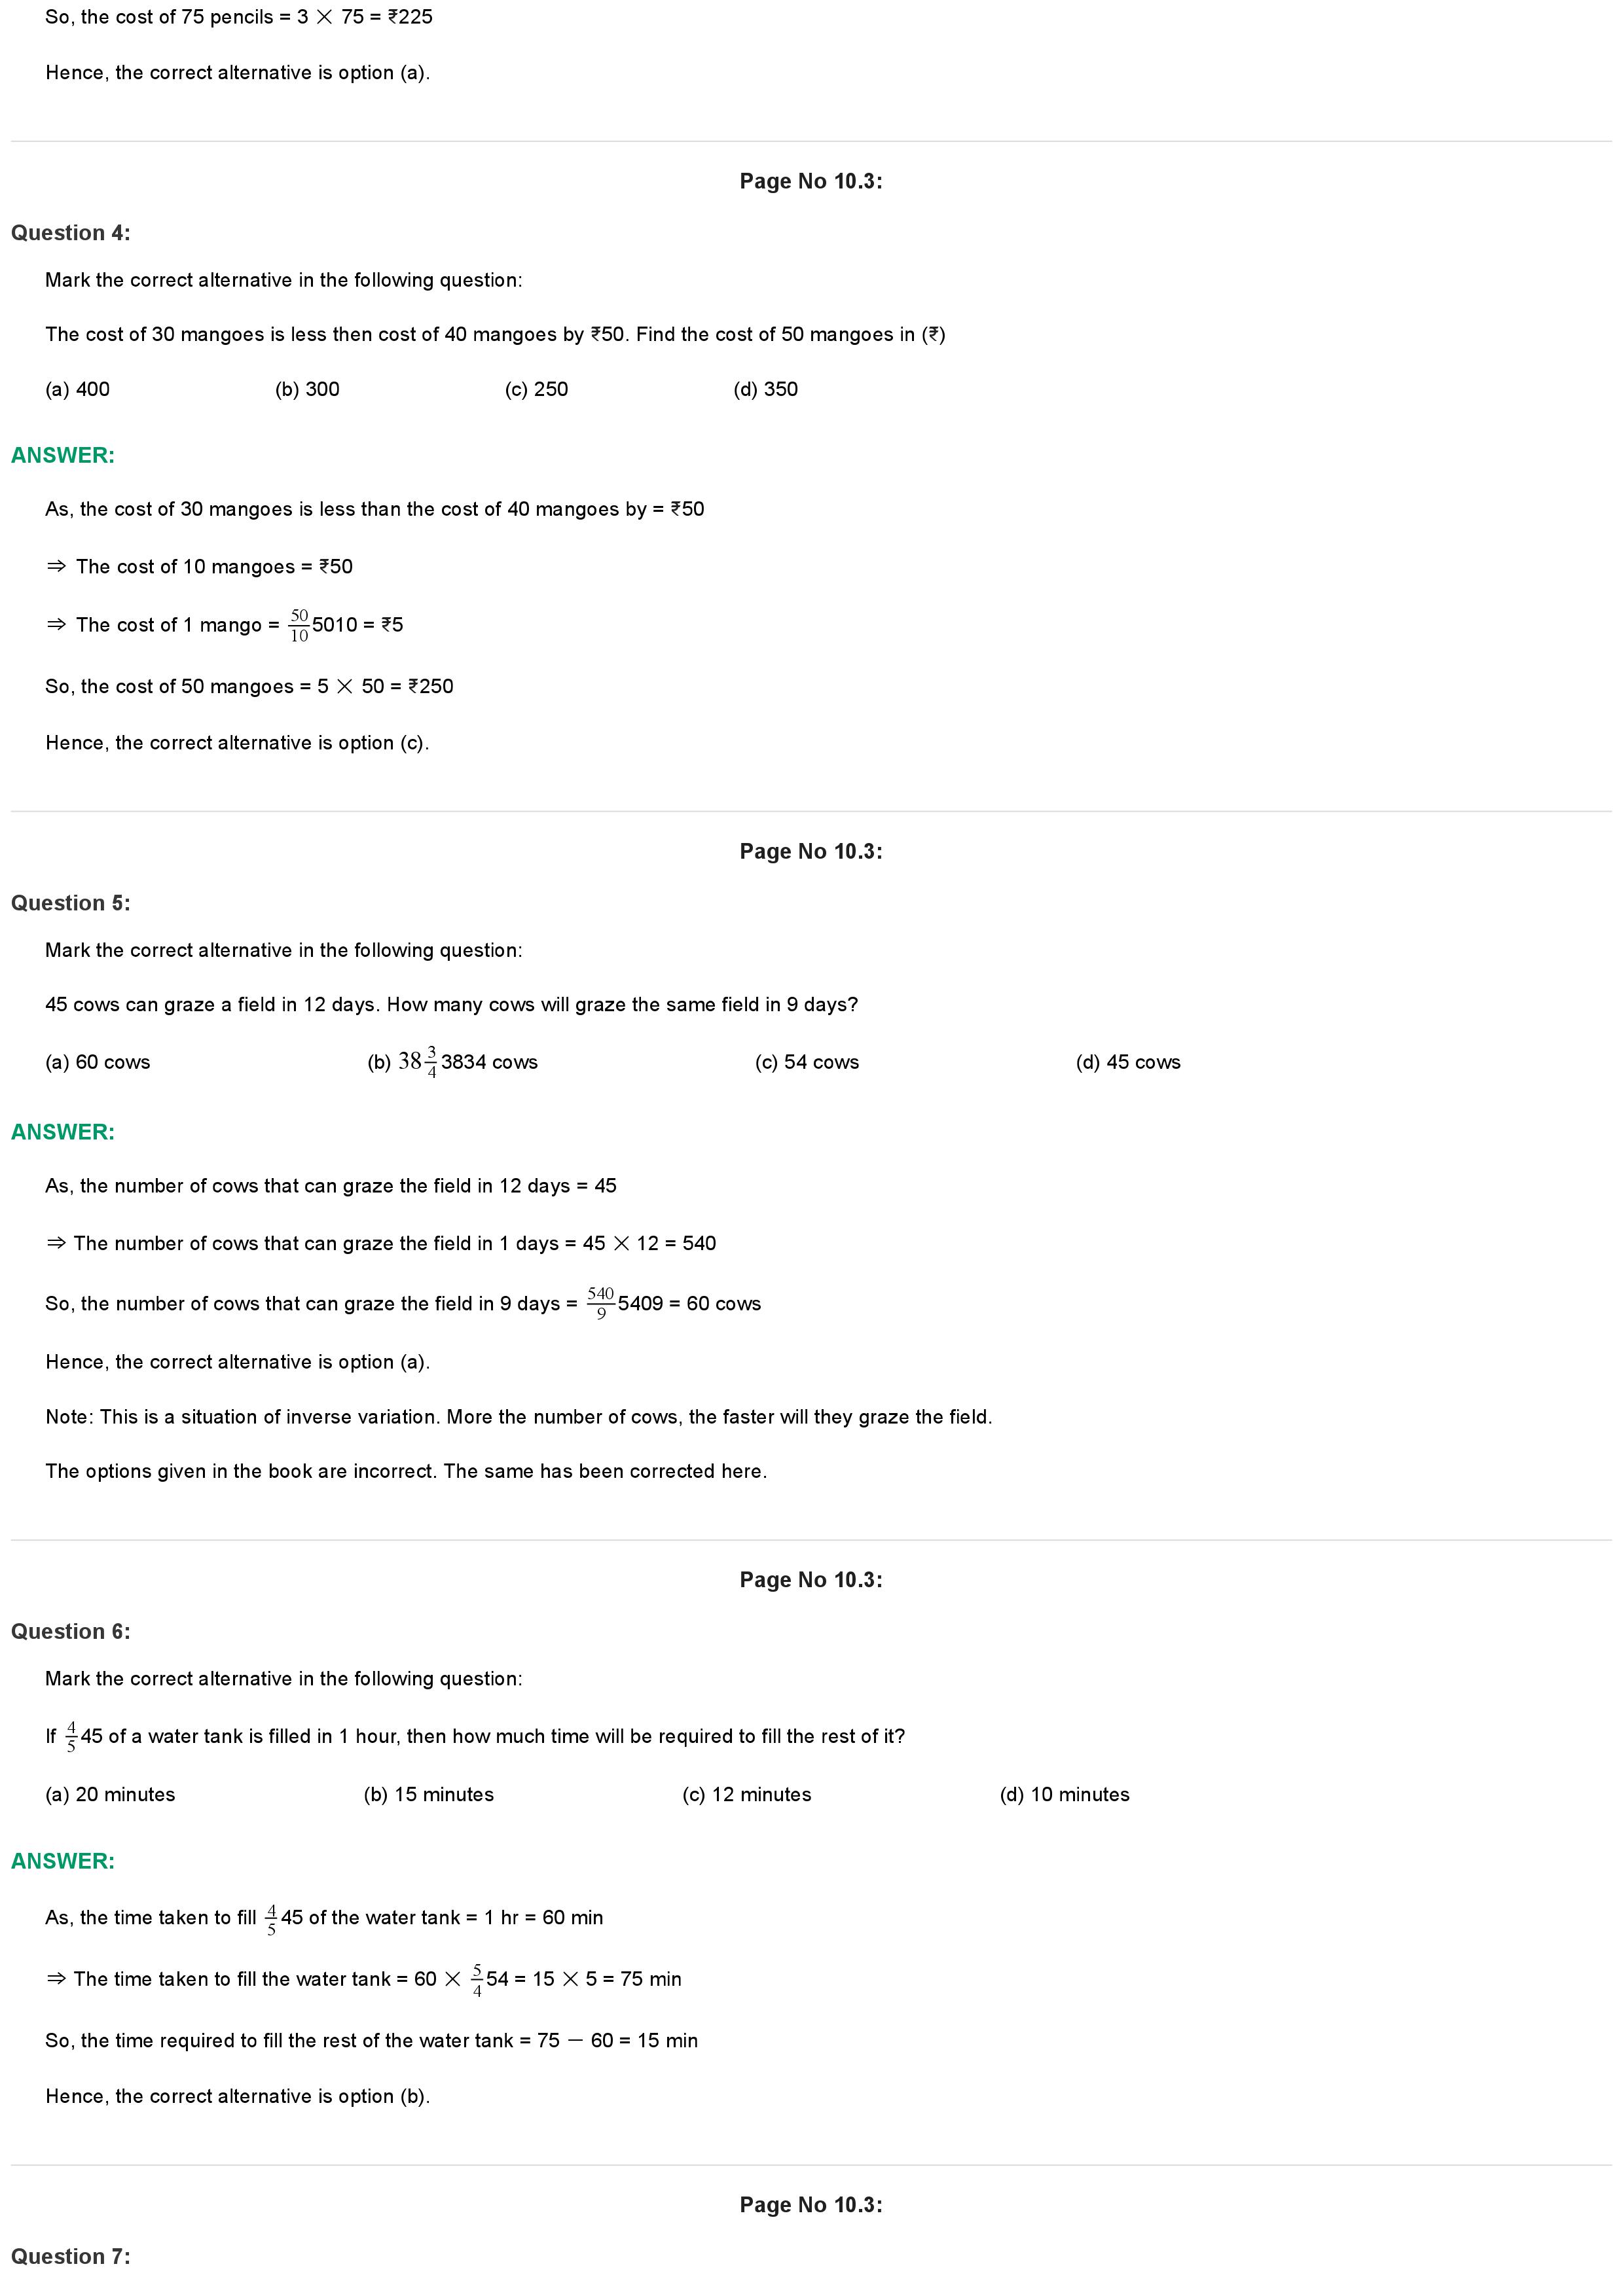 So, the cost of 75 pencils = 3 × 75 = ₹225
Hence, the correct alternative is option (a).
Page No 10.3:
Question 4:
Mark the correct alternative in the following question:
The cost of 30 mangoes is less then cost of 40 mangoes by ₹50. Find the cost of 50 mangoes in (₹)
(a) 400 (b) 300 (c) 250 (d) 350
ANSWER:
As, the cost of 30 mangoes is less than the cost of 40 mangoes by = ₹50
⇒ The cost of 10 mangoes = ₹50
⇒ The cost of 1 mango = 50/10 5010 = ₹5
So, the cost of 50 mangoes = 5 × 50 = ₹250
Hence, the correct alternative is option (c).
Page No 10.3:
Question 5:
Mark the correct alternative in the following question:
45 cows can graze a field in 12 days. How many cows will graze the same field in 9 days?
(a) 60 cows (b) 38 3/4 3834 cows (c) 54 cows (d) 45 cows
ANSWER:
As, the number of cows that can graze the field in 12 days = 45
⇒ The number of cows that can graze the field in 1 days = 45 × 12 = 540
So, the number of cows that can graze the field in 9 days = 540/9 5409 = 60 cows
Hence, the correct alternative is option (a).
Note: This is a situation of inverse variation. More the number of cows, the faster will they graze the field.
The options given in the book are incorrect. The same has been corrected here.
Page No 10.3:
Question 6:
Mark the correct alternative in the following question:
If 4/5 45 of a water tank is filled in 1 hour, then how much time will be required to fill the rest of it?
(a) 20 minutes (b) 15 minutes (c) 12 minutes (d) 10 minutes
ANSWER:
As, the time taken to fill 4/5 45 of the water tank = 1 hr = 60 min
⇒ The time taken to fill the water tank = 60 × 5/4 54 = 15 × 5 = 75 min
So, the time required to fill the rest of the water tank = 75 − 60 = 15 min
Hence, the correct alternative is option (b).
Page No 10.3:
Question 7: